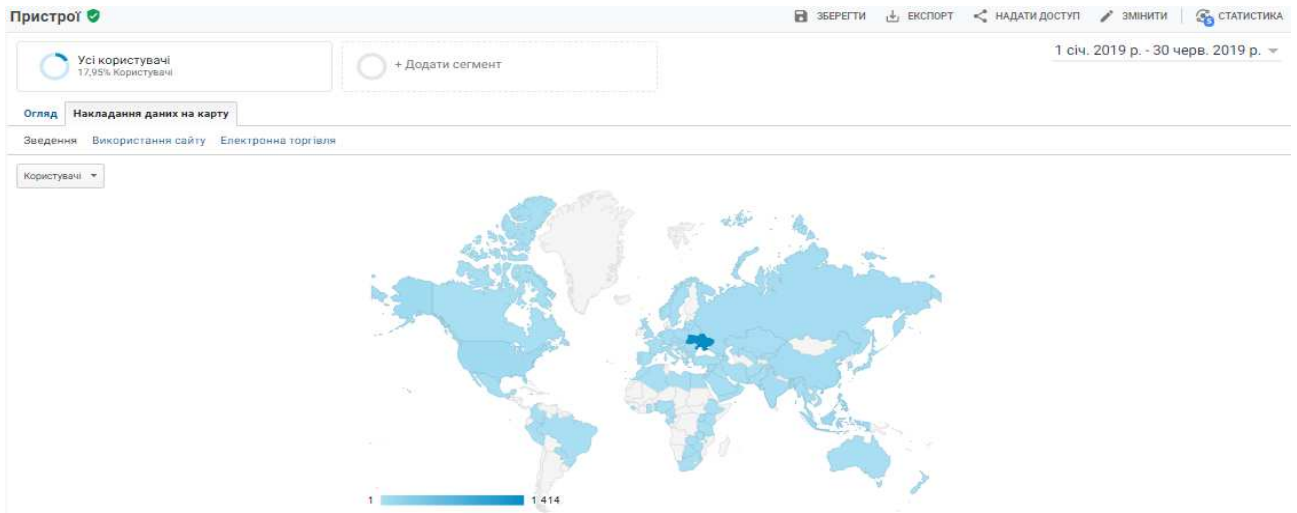 Пристрої
ЗБЕРЕГТИ ЕКСПОРТ НАДАТИ ДОСТУП ЗМІНИТИ 5 СТАТИСТИКА
Усі користувачі
17,95% Користувачі
+ Додати сегмент
1 січ. 2019 р. - 30 черв. 2019 р.
Огляд Накладання даних на карту
Зведення Використання сайту Електронна торгівля
Користувачі
1 1 414